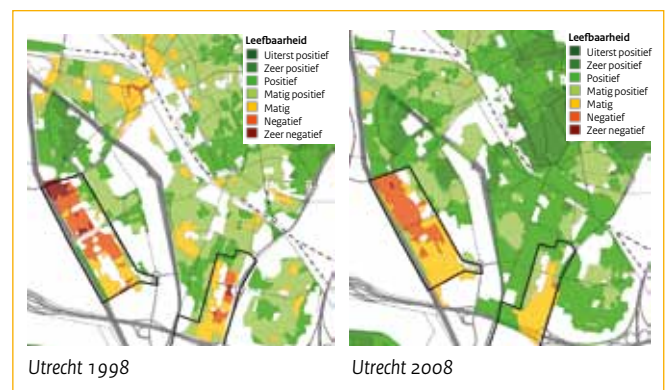 Leefbaarheid
Uiterst positief
Zeer positief
Positief
Matig positief
Matig
Negatief
Zeer negatief
Leefbaarheid
Uiterst positief
Zeer positief
Positief
Matig positief
Matig
Negatief
Zeer negatief
Utrecht 1998
Utrecht 2008